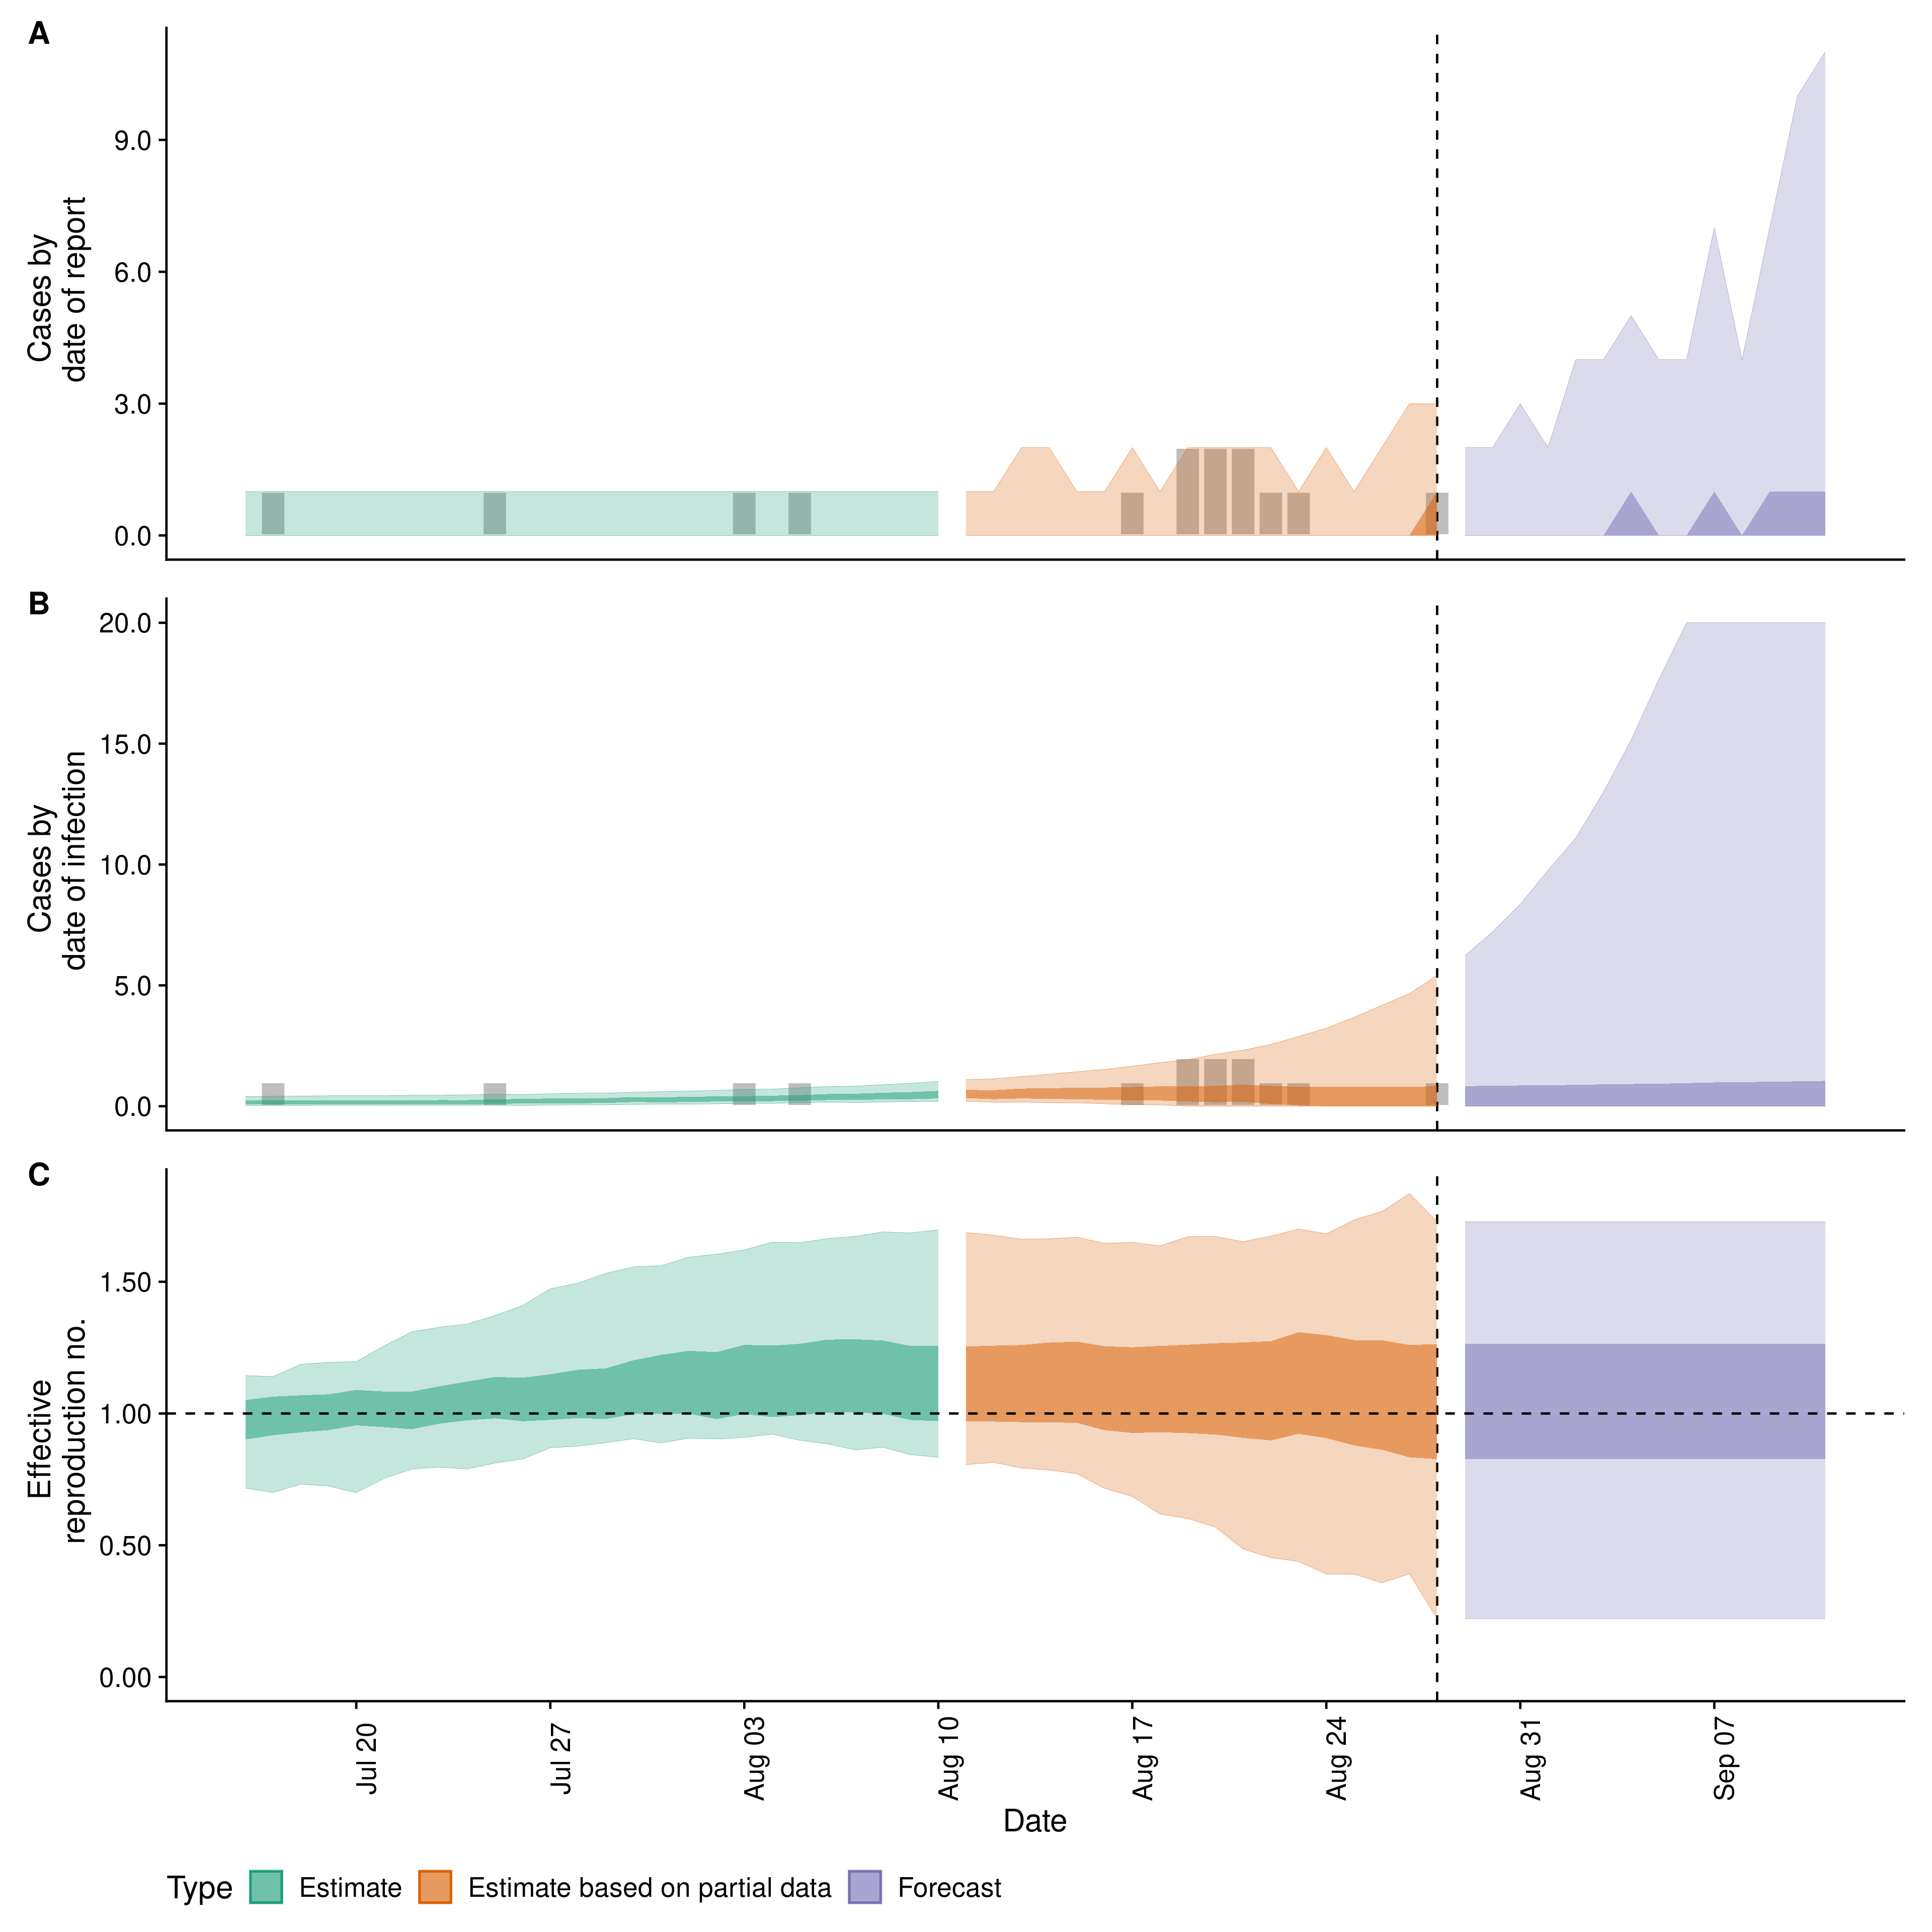 A
Cases by
date of report
9.0
6.0
3.0
0.0
B
Cases by
date of infection
20.0
15.0
10.0
5.0
0.0
C
Effective
reproduction no.
1.50
1.00
0.50
0.00
Jul 20
Jul 27
Aug 03
Aug 10
Aug 17
Aug 24
Aug 31
Sep 07
Date
Type
Estimate
Estimate based on partial data
Forecast